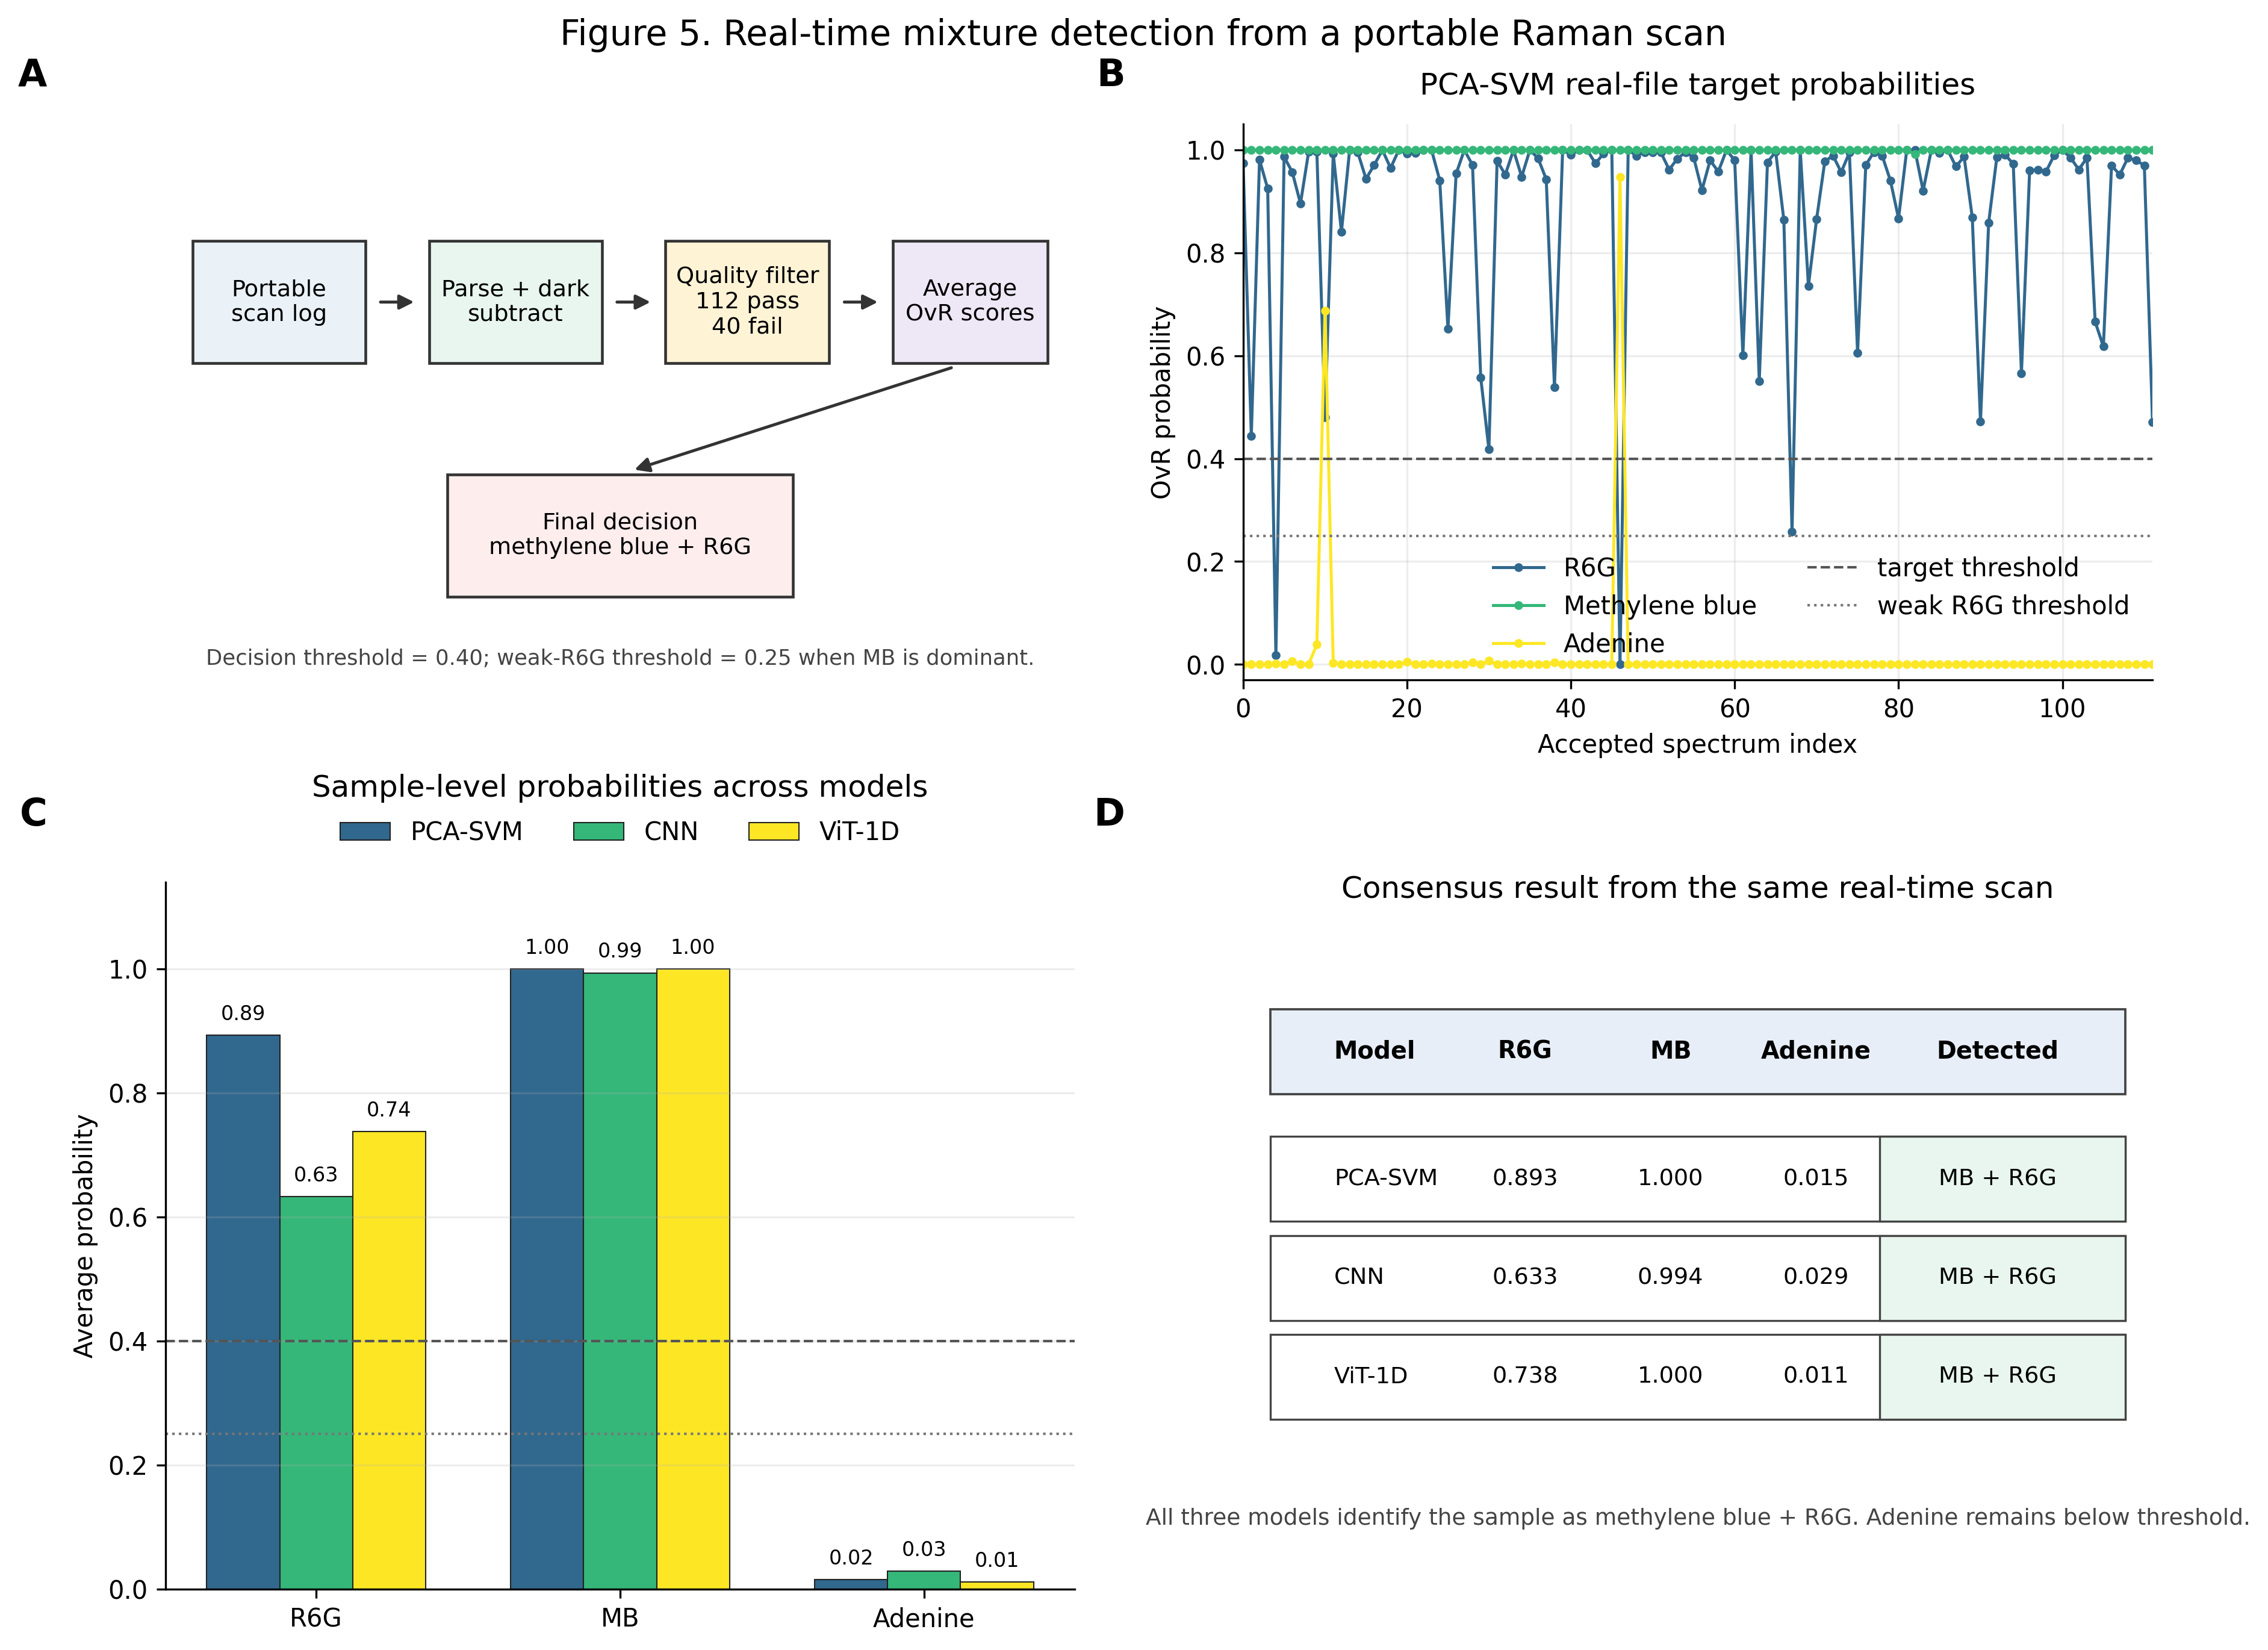 Figure 5. Real-time mixture detection from a portable Raman scan
A
Portable
scan log
Parse + dark
subtract
Quality filter
112 pass
40 fail
Average
OvR scores
Final decision
methylene blue + R6G
Decision threshold = 0.40; weak-R6G threshold = 0.25 when MB is dominant.
B
PCA-SVM real-file target probabilities
OvR probability
1.0
0.8
0.6
0.4
0.2
0.0
R6G
Methylene blue
Adenine
target threshold
weak R6G threshold
0 20 40 60 80 100
Accepted spectrum index
C
Sample-level probabilities across models
PCA-SVM CNN ViT-1D
Average probability
1.0
0.8
0.6
0.4
0.2
0.0
0.89
0.63
0.74
1.00
0.99
1.00
0.02
0.03
0.01
R6G MB Adenine
D
Consensus result from the same real-time scan
Model R6G MB Adenine Detected
PCA-SVM 0.893 1.000 0.015 MB + R6G
CNN 0.633 0.994 0.029 MB + R6G
ViT-1D 0.738 1.000 0.011 MB + R6G
All three models identify the sample as methylene blue + R6G. Adenine remains below threshold.